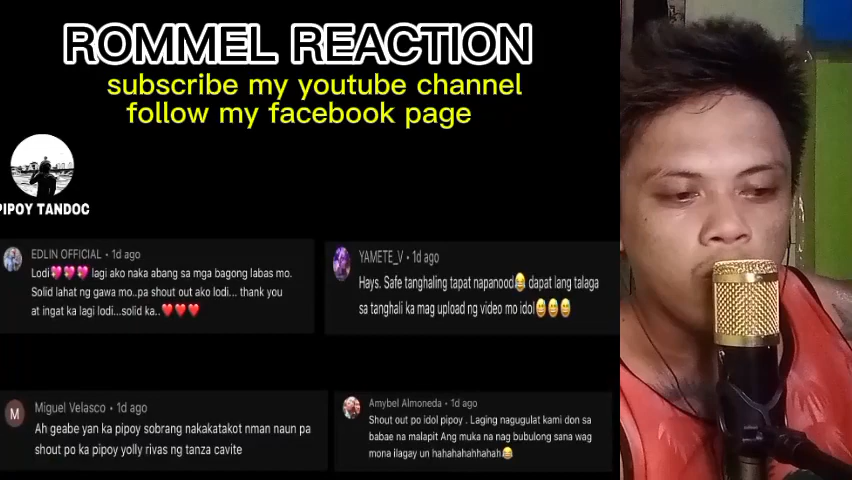 ROMMEL REACTION
subscribe my youtube channel
follow my facebook page
PIPOY TANDOC
EDLIN OFFICIAL • 1d ago
Lodi💖💖💖 lagi ako naka abang sa mga bagong labas mo.
Solid lahat ng gawa mo..pa shout out ako lodi... thank you
at ingat ka lagi lodi...solid ka..❤️❤️❤️
YAMETE_V • 1d ago
Hays. Safe tanghaling tapat napanood😂 dapat lang talaga
sa tanghali ka mag upload ng video mo idol😅😅😅
M
Miguel Velasco • 1d ago
Ah geabe yan ka pipoy sobrang nakakatakot nman naun pa
shout po ka pipoy yolly rivas ng tanza cavite
Amybel Almoneda • 1d ago
Shout out po idol pipoy . Laging nagugulat kami don sa
babae na malapit Ang muka na nag bubulong sana wag
mona ilagay un hahahahahhahah😂